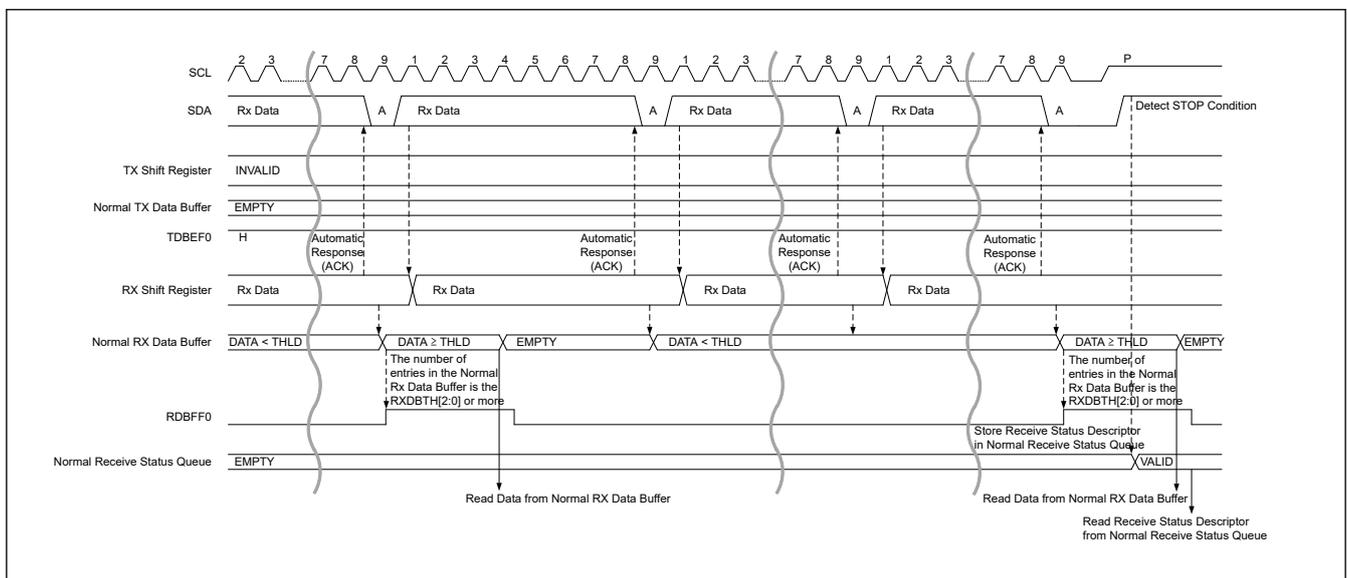 SCL 2 3 7 8 9 1 2 3 4 5 6 7 8 9 1 2 3 7 8 9 1 2 3 7 8 9 P
SDA Rx Data A Rx Data A Rx Data A Rx Data A Detect STOP Condition
TX Shift Register INVALID
Normal TX Data Buffer EMPTY
TDBEF0 H
Automatic
Response
(ACK)
Automatic
Response
(ACK)
Automatic
Response
(ACK)
Automatic
Response
(ACK)
RX Shift Register Rx Data Rx Data Rx Data Rx Data
Normal RX Data Buffer DATA < THLD DATA ≥ THLD EMPTY DATA < THLD DATA ≥ THLD EMPTY
The number of
entries in the Normal
Rx Data Buffer is the
RXDBTH[2:0] or more
The number of
entries in the Normal
Rx Data Buffer is the
RXDBTH[2:0] or more
RDBFF0
Store Receive Status Descriptor
in Normal Receive Status Queue
Normal Receive Status Queue EMPTY VALID
Read Data from Normal RX Data Buffer
Read Data from Normal RX Data Buffer
Read Receive Status Descriptor
from Normal Receive Status Queue